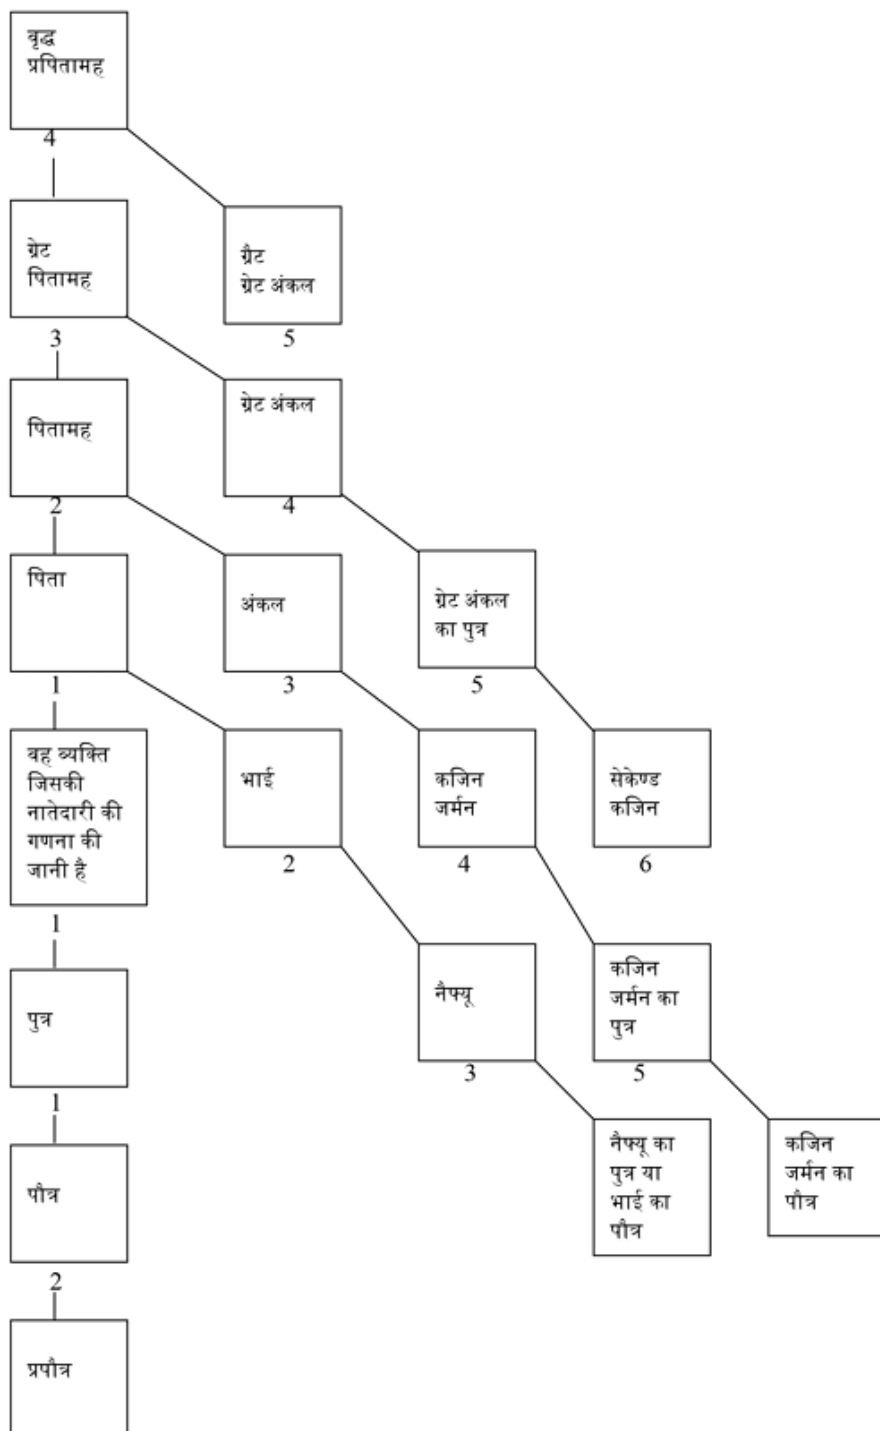 वृद्ध
प्रपितामह
4
ग्रेट
पितामह
ग्रैट
ग्रेट अंकल
3
5
पितामह
ग्रेट अंकल
2
4
पिता
अंकल
ग्रेट अंकल
का पुत्र
1
3
5
वह व्यक्ति
जिसकी
नातेदारी की
गणना की
जानी है
भाई
कजिन
जर्मन
सेकेण्ड
कजिन
2
4
6
1
पुत्र
नैफ्यू
कजिन
जर्मन का
पुत्र
3
5
1
पौत्र
नैफ्यू का
पुत्र या
भाई का
पौत्र
कजिन
जर्मन का
पौत्र
2
प्रपौत्र